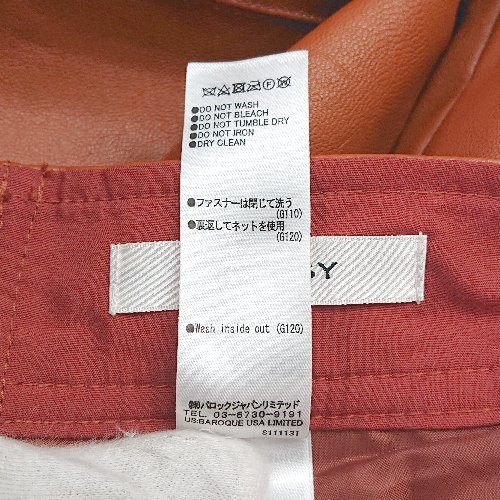 ●DO NOT WASH
●DO NOT BLEACH
●DO NOT TUMBLE DRY
●DO NOT IRON
●DRY CLEAN
●ファスナーは閉じて洗う
(G110)
●裏返してネットを使用
(G120)
SY
●Wash inside out (G120)
㈱バロックジャパンリミテッド
TEL. 03-6730-9191
US:BAROQUE USA LIMITED
S111131